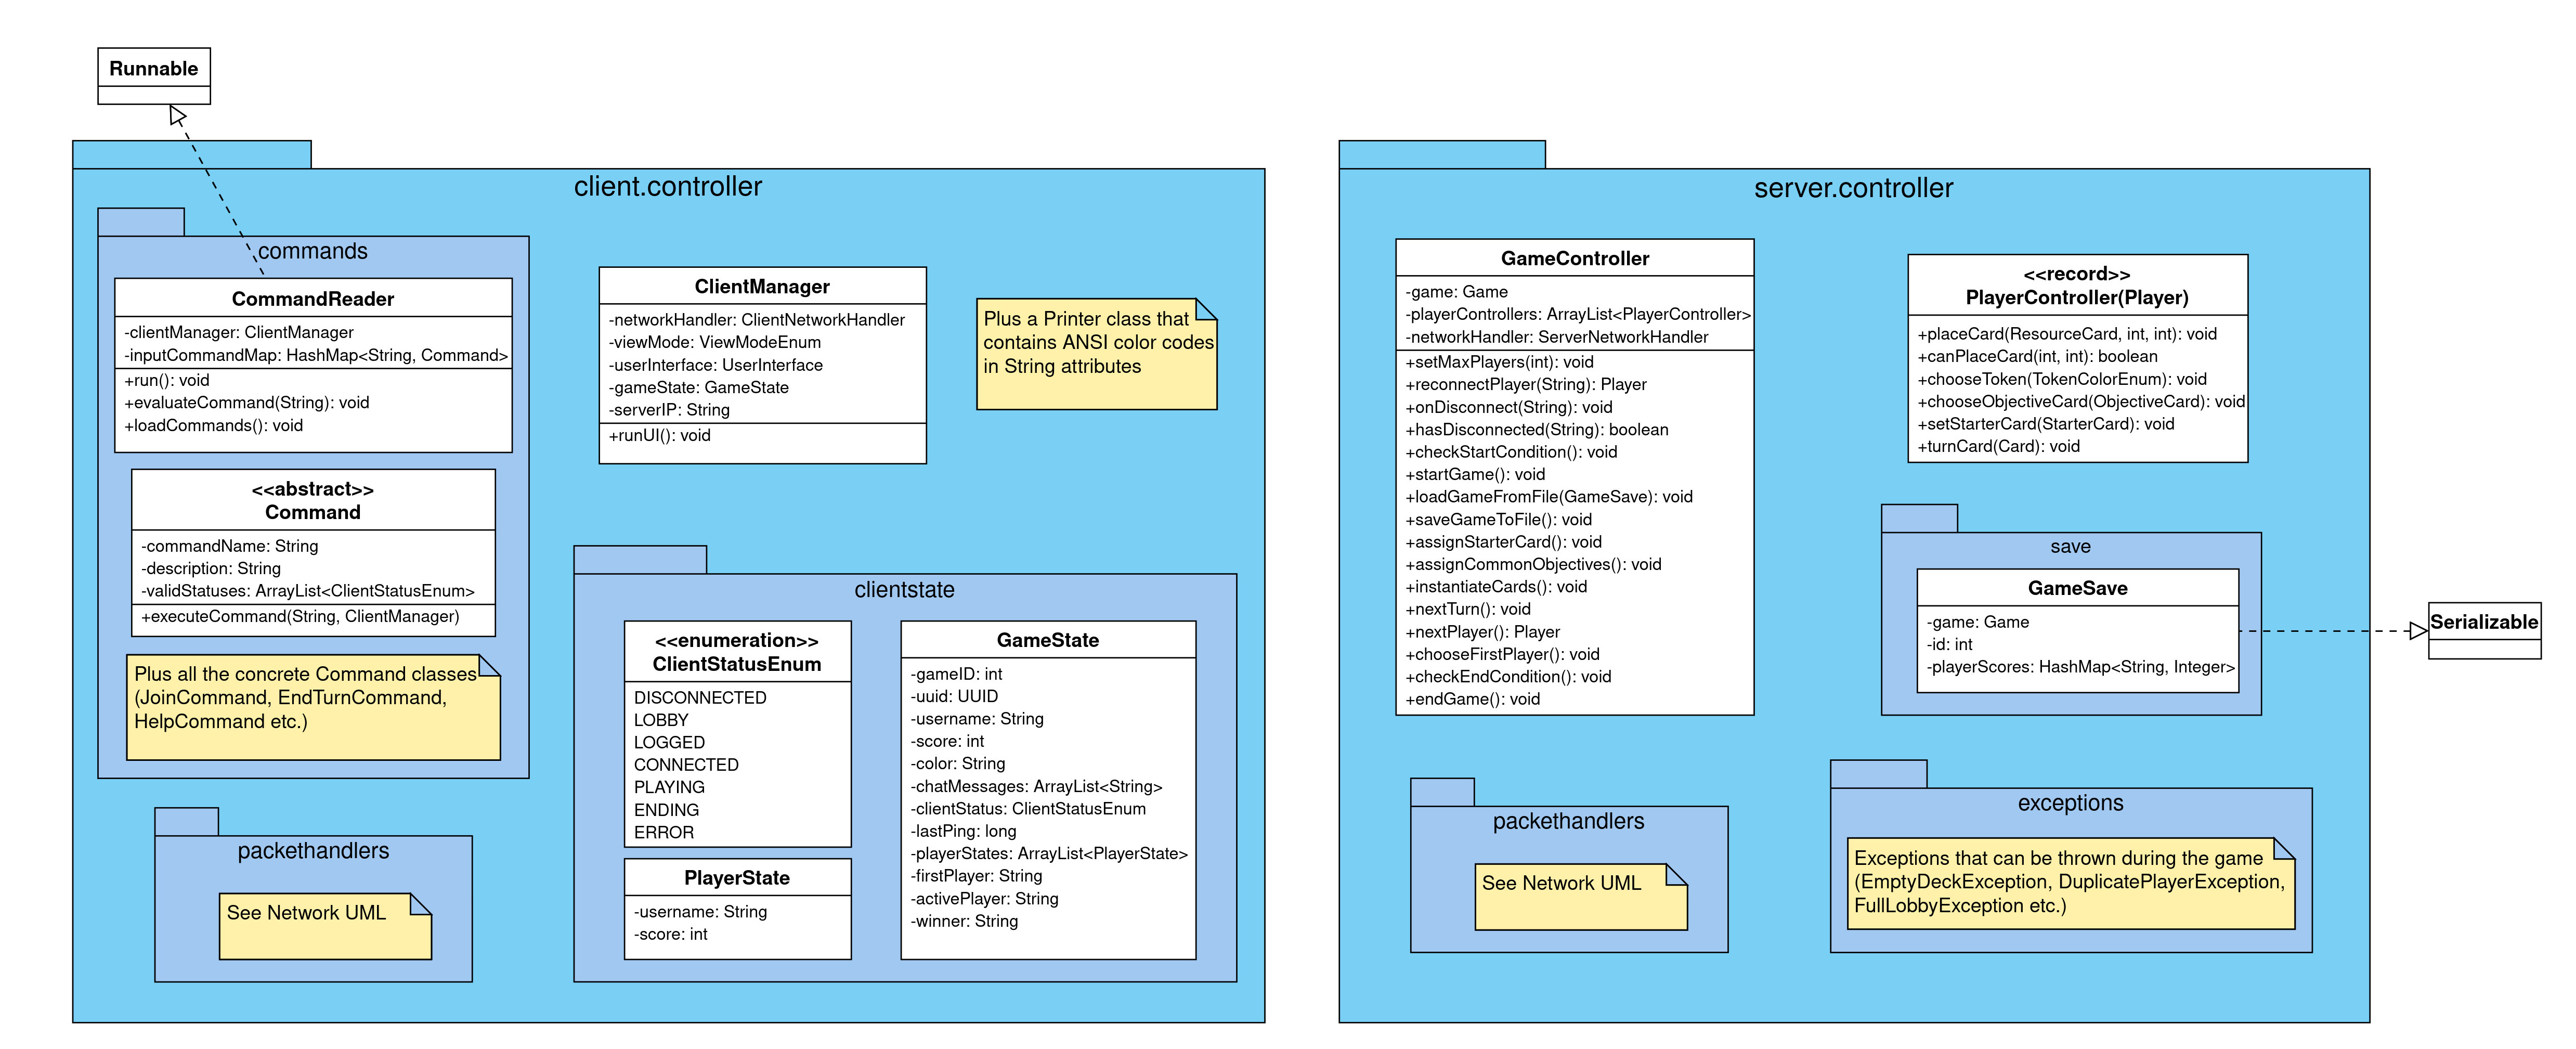 Runnable
client.controller
commands
CommandReader
-clientManager: ClientManager
-inputCommandMap: HashMap<String, Command>
+run(): void
+evaluateCommand(String): void
+loadCommands(): void
<<abstract>>
Command
-commandName: String
-description: String
-validStatuses: ArrayList<ClientStatusEnum>
+executeCommand(String, ClientManager)
Plus all the concrete Command classes
(JoinCommand, EndTurnCommand,
HelpCommand etc.)
packethandlers
See Network UML
ClientManager
-networkHandler: ClientNetworkHandler
-viewMode: ViewModeEnum
-userInterface: UserInterface
-gameState: GameState
-serverIP: String
+runUI(): void
Plus a Printer class that
contains ANSI color codes
in String attributes
clientstate
<<enumeration>>
ClientStatusEnum
DISCONNECTED
LOBBY
LOGGED
CONNECTED
PLAYING
ENDING
ERROR
PlayerState
-username: String
-score: int
GameState
-gameID: int
-uuid: UUID
-username: String
-score: int
-color: String
-chatMessages: ArrayList<String>
-clientStatus: ClientStatusEnum
-lastPing: long
-playerStates: ArrayList<PlayerState>
-firstPlayer: String
-activePlayer: String
-winner: String
server.controller
GameController
-game: Game
-playerControllers: ArrayList<PlayerController>
-networkHandler: ServerNetworkHandler
+setMaxPlayers(int): void
+reconnectPlayer(String): Player
+onDisconnect(String): void
+hasDisconnected(String): boolean
+checkStartCondition(): void
+startGame(): void
+loadGameFromFile(GameSave): void
+saveGameToFile(): void
+assignStarterCard(): void
+assignCommonObjectives(): void
+instantiateCards(): void
+nextTurn(): void
+nextPlayer(): Player
+chooseFirstPlayer(): void
+checkEndCondition(): void
+endGame(): void
<<record>>
PlayerController(Player)
+placeCard(ResourceCard, int, int): void
+canPlaceCard(int, int): boolean
+chooseToken(TokenColorEnum): void
+chooseObjectiveCard(ObjectiveCard): void
+setStarterCard(StarterCard): void
+turnCard(Card): void
save
GameSave
-game: Game
-id: int
-playerScores: HashMap<String, Integer>
Serializable
packethandlers
See Network UML
exceptions
Exceptions that can be thrown during the game
(EmptyDeckException, DuplicatePlayerException,
FullLobbyException etc.)